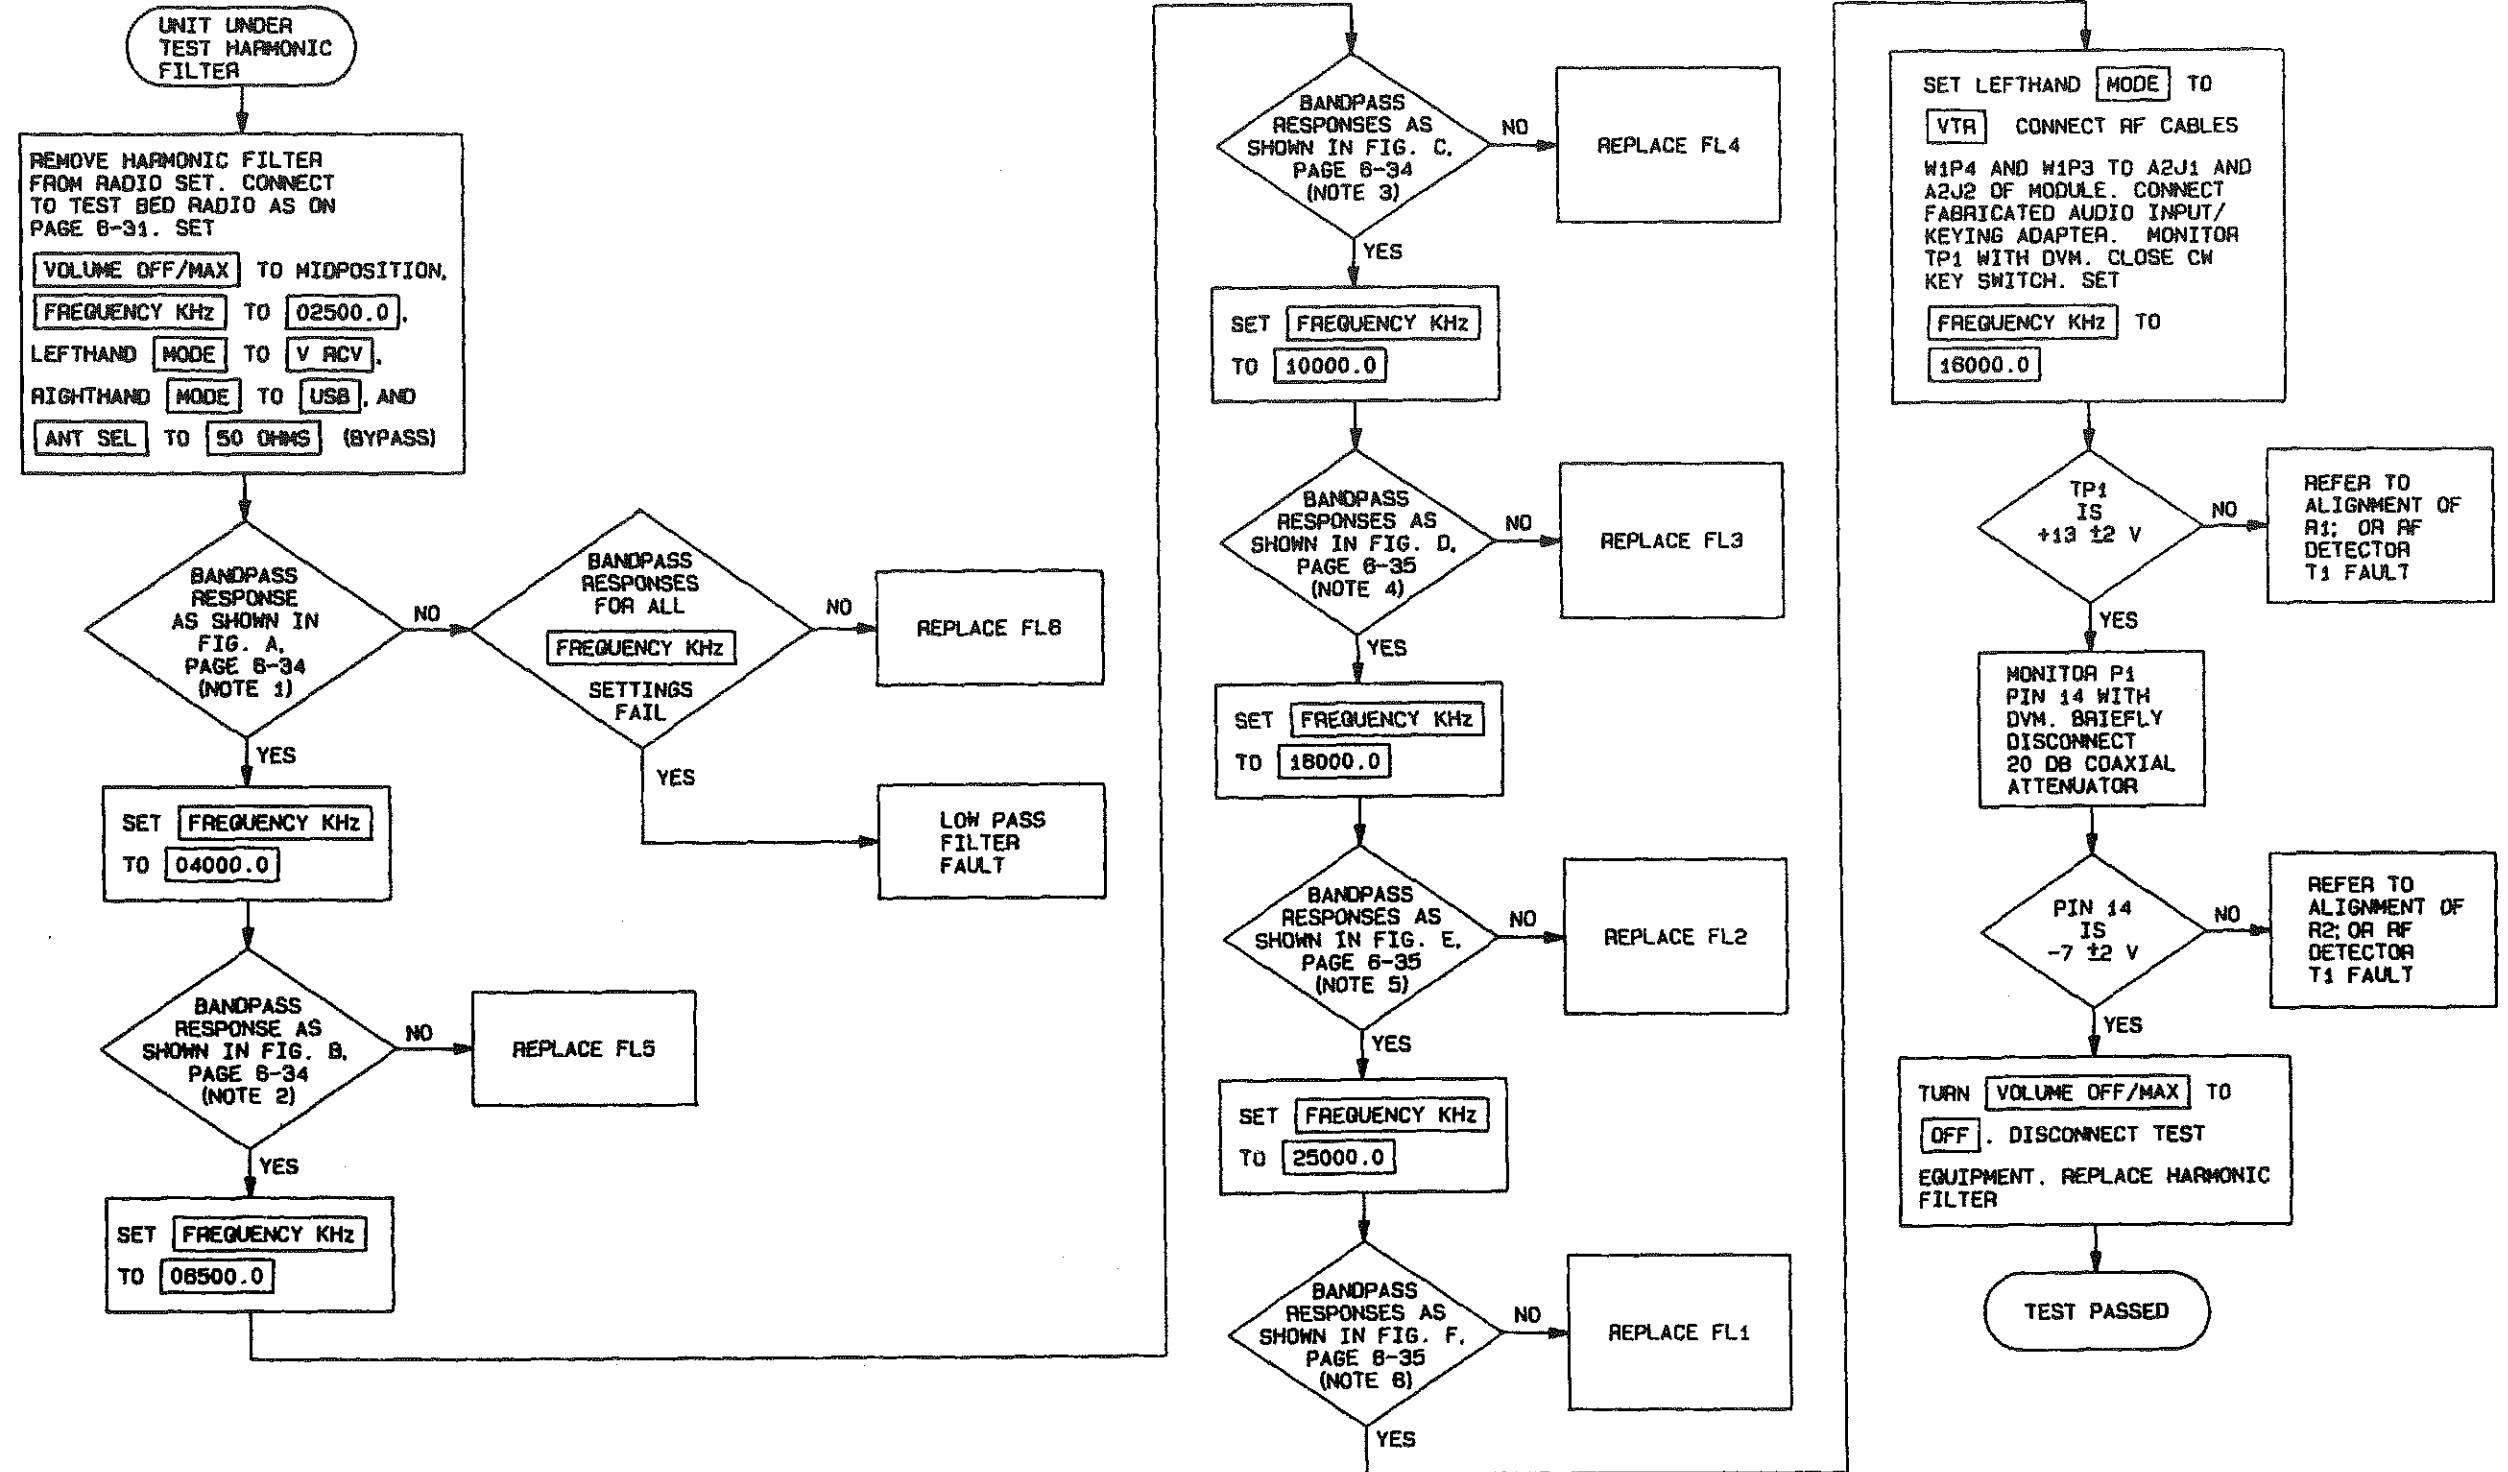 UNIT UNDER
TEST HARMONIC
FILTER
REMOVE HARMONIC FILTER
FROM RADIO SET. CONNECT
TO TEST BED RADIO AS ON
PAGE 6-31. SET
VOLUME OFF/MAX TO MIDPOSITION,
FREQUENCY KHz TO 02500.0,
LEFTHAND MODE TO V RCV,
RIGHTHAND MODE TO USB, AND
ANT SEL TO 50 OHMS (BYPASS)
BANDPASS
RESPONSE
AS SHOWN IN
FIG. A,
PAGE 6-34
(NOTE 1)
NO
BANDPASS
RESPONSES
FOR ALL
FREQUENCY KHz
SETTINGS
FAIL
NO
REPLACE FL6
YES
LOW PASS
FILTER
FAULT
YES
SET FREQUENCY KHz
TO 04000.0
BANDPASS
RESPONSE AS
SHOWN IN FIG. B,
PAGE 6-34
(NOTE 2)
NO
REPLACE FL5
YES
SET FREQUENCY KHz
TO 06500.0
BANDPASS
RESPONSES AS
SHOWN IN FIG. C,
PAGE 6-34
(NOTE 3)
NO
REPLACE FL4
YES
SET FREQUENCY KHz
TO 10000.0
BANDPASS
RESPONSES AS
SHOWN IN FIG. D,
PAGE 6-35
(NOTE 4)
NO
REPLACE FL3
YES
SET FREQUENCY KHz
TO 16000.0
BANDPASS
RESPONSES AS
SHOWN IN FIG. E,
PAGE 6-35
(NOTE 5)
NO
REPLACE FL2
YES
SET FREQUENCY KHz
TO 25000.0
BANDPASS
RESPONSES AS
SHOWN IN FIG. F,
PAGE 6-35
(NOTE 6)
NO
REPLACE FL1
YES
SET LEFTHAND MODE TO
VTR CONNECT RF CABLES
W1P4 AND W1P3 TO A2J1 AND
A2J2 OF MODULE. CONNECT
FABRICATED AUDIO INPUT/
KEYING ADAPTER. MONITOR
TP1 WITH DVM. CLOSE CW
KEY SWITCH. SET
FREQUENCY KHz TO
16000.0
TP1
IS
+13 ±2 V
NO
REFER TO
ALIGNMENT OF
R1; OR RF
DETECTOR
T1 FAULT
YES
MONITOR P1
PIN 14 WITH
DVM. BRIEFLY
DISCONNECT
20 DB COAXIAL
ATTENUATOR
PIN 14
IS
-7 ±2 V
NO
REFER TO
ALIGNMENT OF
R2; OR RF
DETECTOR
T1 FAULT
YES
TURN VOLUME OFF/MAX TO
OFF. DISCONNECT TEST
EQUIPMENT. REPLACE HARMONIC
FILTER
TEST PASSED